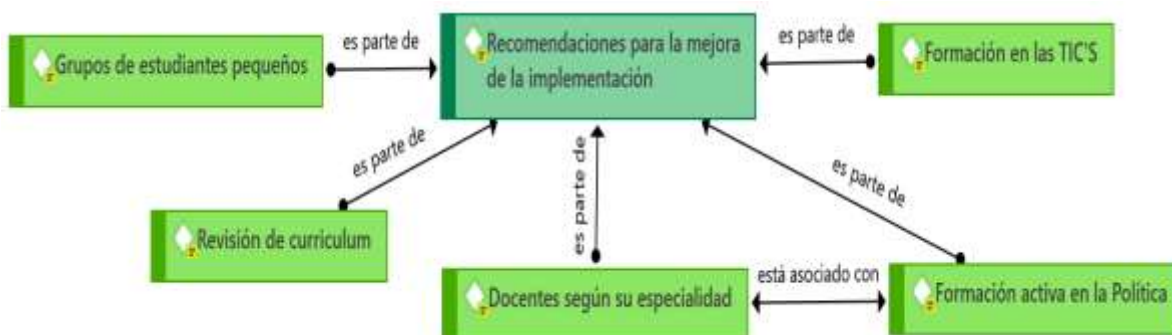 es parte de
Recomendaciones para la mejora
de la implementación
es parte de
Grupos de estudiantes pequeños
Formación en las TIC'S
es parte de
es parte de
es parte de
Revisión de curriculum
Docentes según su especialidad
está asociado con
Formación activa en la Política